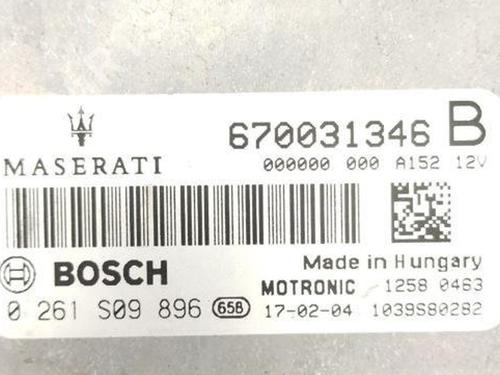 670031346 B
MASERATI
000000 000 A152 12V
BOSCH
Made in Hungary
MOTRONIC 1258 0463
0 261 S09 896 65B
17-02-04 1039S80282